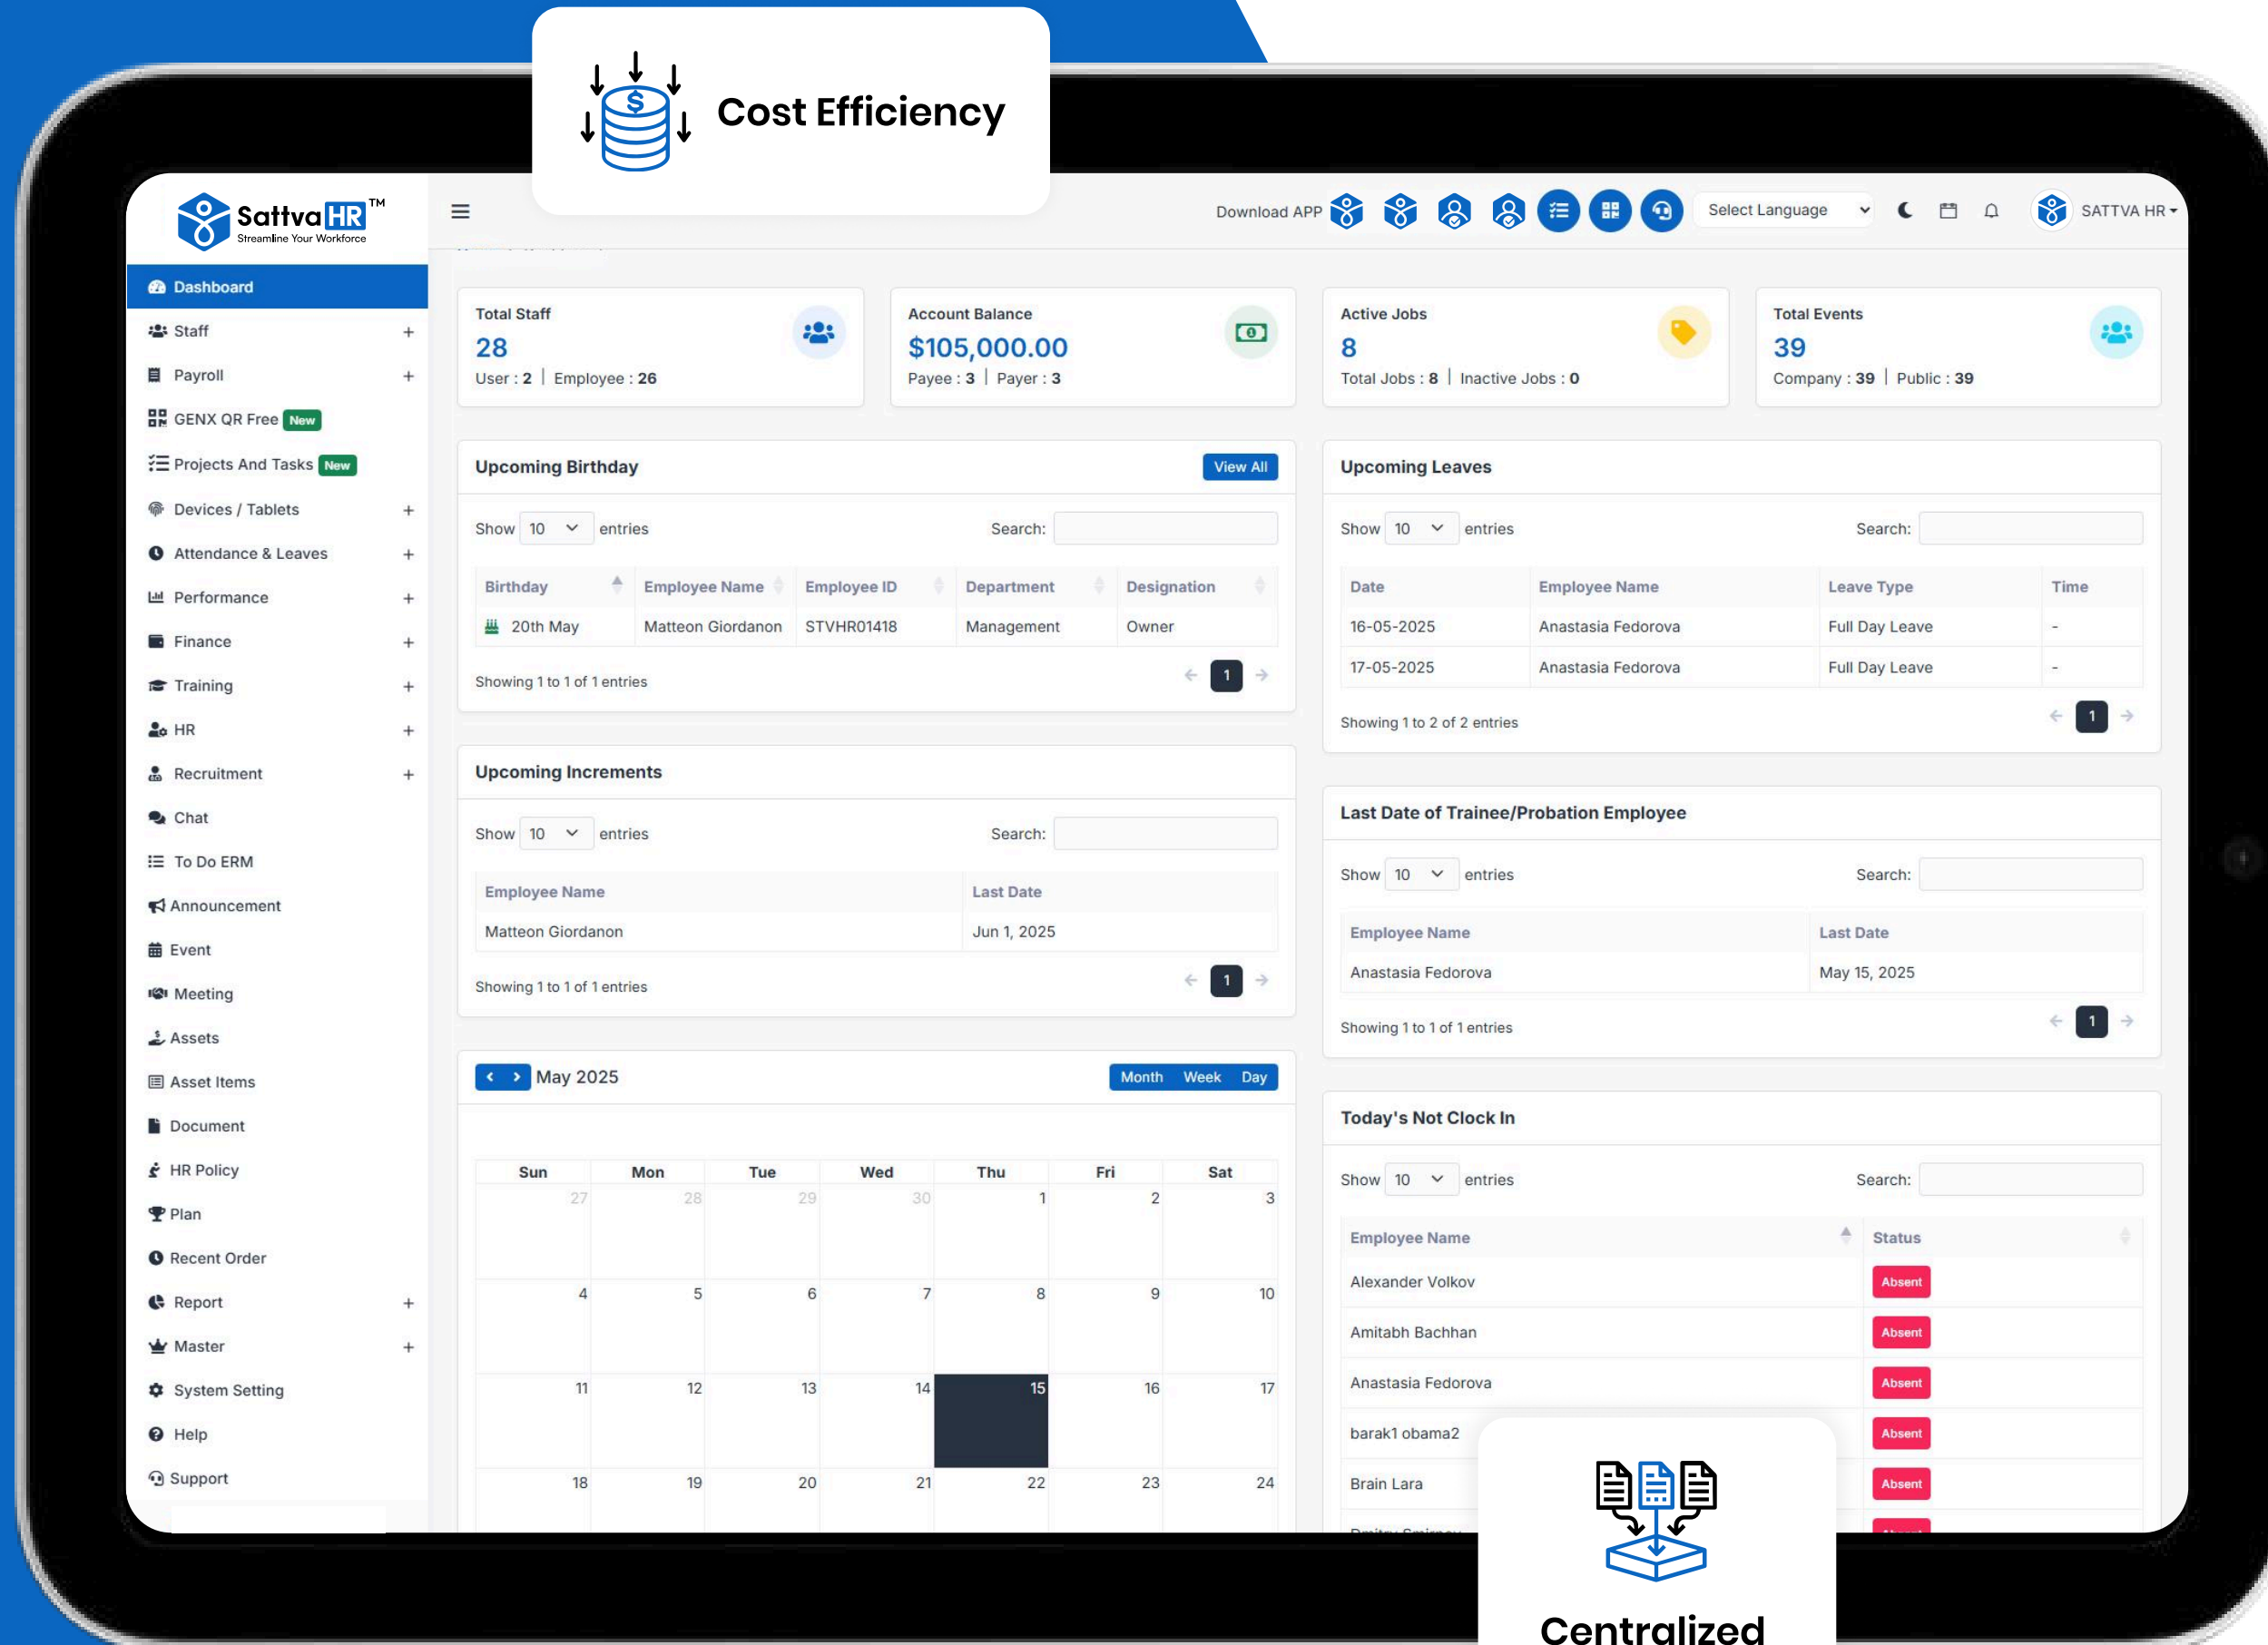 Cost Efficiency
SattvaHR™
Streamline Your Workforce
Download APP
Select Language
SATTVA HR
Dashboard
Staff +
Payroll +
GENX QR Free New
Projects And Tasks New
Devices / Tablets +
Attendance & Leaves +
Performance +
Finance +
Training +
HR +
Recruitment +
Chat
To Do ERM
Announcement
Event
Meeting
Assets
Asset Items
Document
HR Policy
Plan
Recent Order
Report +
Master +
System Setting
Help
Support
Total Staff
28
User : 2 | Employee : 26
Account Balance
$105,000.00
Payee : 3 | Payer : 3
Active Jobs
8
Total Jobs : 8 | Inactive Jobs : 0
Total Events
39
Company : 39 | Public : 39
Upcoming Birthday View All
Show 10 entries Search:
Birthday Employee Name Employee ID Department Designation
20th May Matteon Giordanon STVHR01418 Management Owner
Showing 1 to 1 of 1 entries 1
Upcoming Increments
Show 10 entries Search:
Employee Name Last Date
Matteon Giordanon Jun 1, 2025
Showing 1 to 1 of 1 entries 1
May 2025 Month Week Day
Sun Mon Tue Wed Thu Fri Sat
27 28 29 30 1 2 3
4 5 6 7 8 9 10
11 12 13 14 15 16 17
18 19 20 21 22 23 24
Upcoming Leaves
Show 10 entries Search:
Date Employee Name Leave Type Time
16-05-2025 Anastasia Fedorova Full Day Leave -
17-05-2025 Anastasia Fedorova Full Day Leave -
Showing 1 to 2 of 2 entries 1
Last Date of Trainee/Probation Employee
Show 10 entries Search:
Employee Name Last Date
Anastasia Fedorova May 15, 2025
Showing 1 to 1 of 1 entries 1
Today's Not Clock In
Show 10 entries Search:
Employee Name Status
Alexander Volkov Absent
Amitabh Bachhan Absent
Anastasia Fedorova Absent
barak1 obama2 Absent
Brain Lara Absent
Centralized